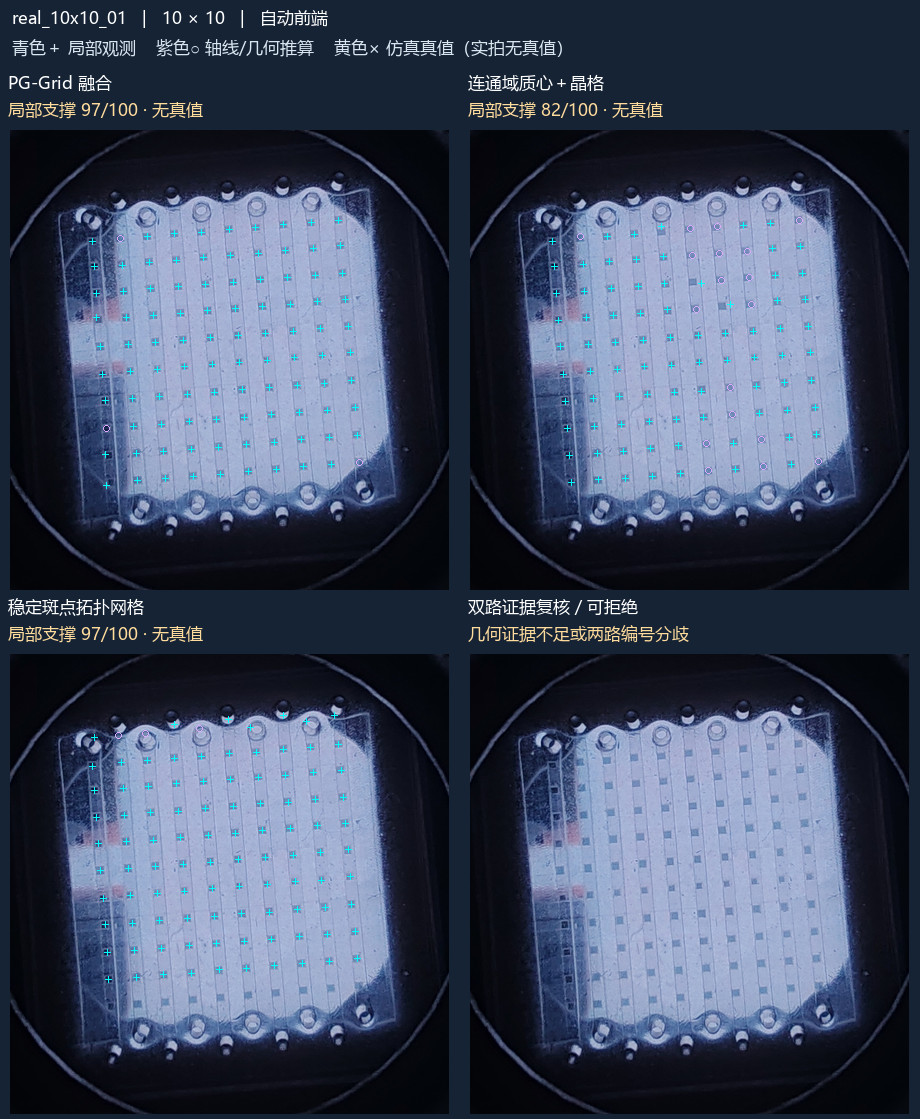 real_10x10_01 | 10 × 10 | 自动前端
青色+ 局部观测 紫色○ 轴线/几何推算 黄色× 仿真真值（实拍无真值）
PG-Grid 融合
局部支撑 97/100 · 无真值
连通域质心＋晶格
局部支撑 82/100 · 无真值
稳定斑点拓扑网格
局部支撑 97/100 · 无真值
双路证据复核 / 可拒绝
几何证据不足或两路编号分歧